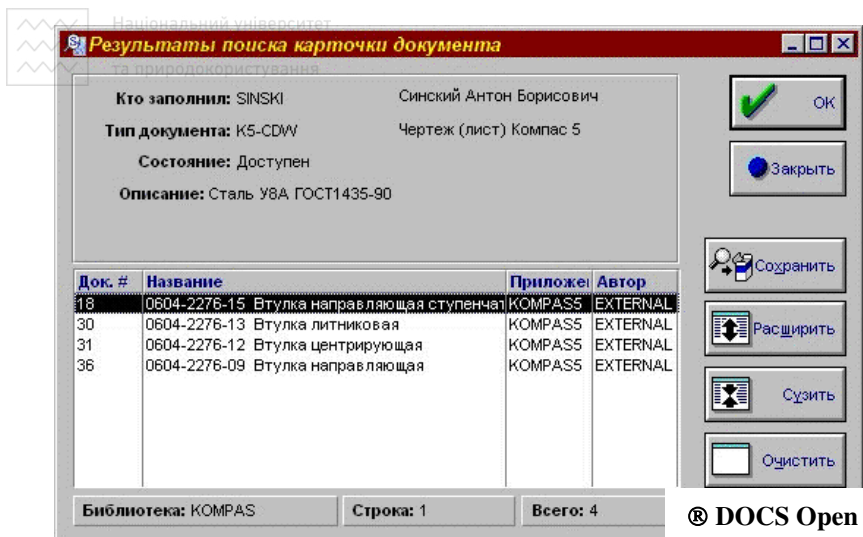 Національний університет
та природокористування
Результаты поиска карточки документа
Кто заполнил: SINSKI Синский Антон Борисович
Тип документа: K5-CDW Чертеж (лист) Компас 5
Состояние: Доступен
Описание: Сталь У8А ГОСТ1435-90
ОК
Закрыть
Сохранить
Расширить
Сузить
Очистить
Док. # Название Приложе Автор
18 0604-2276-15 Втулка направляющая ступенчат KOMPAS5 EXTERNAL
30 0604-2276-13 Втулка литниковая KOMPAS5 EXTERNAL
31 0604-2276-12 Втулка центрирующая KOMPAS5 EXTERNAL
36 0604-2276-09 Втулка направляющая KOMPAS5 EXTERNAL
Библиотека: KOMPAS Строка: 1 Всего: 4
® DOCS Open